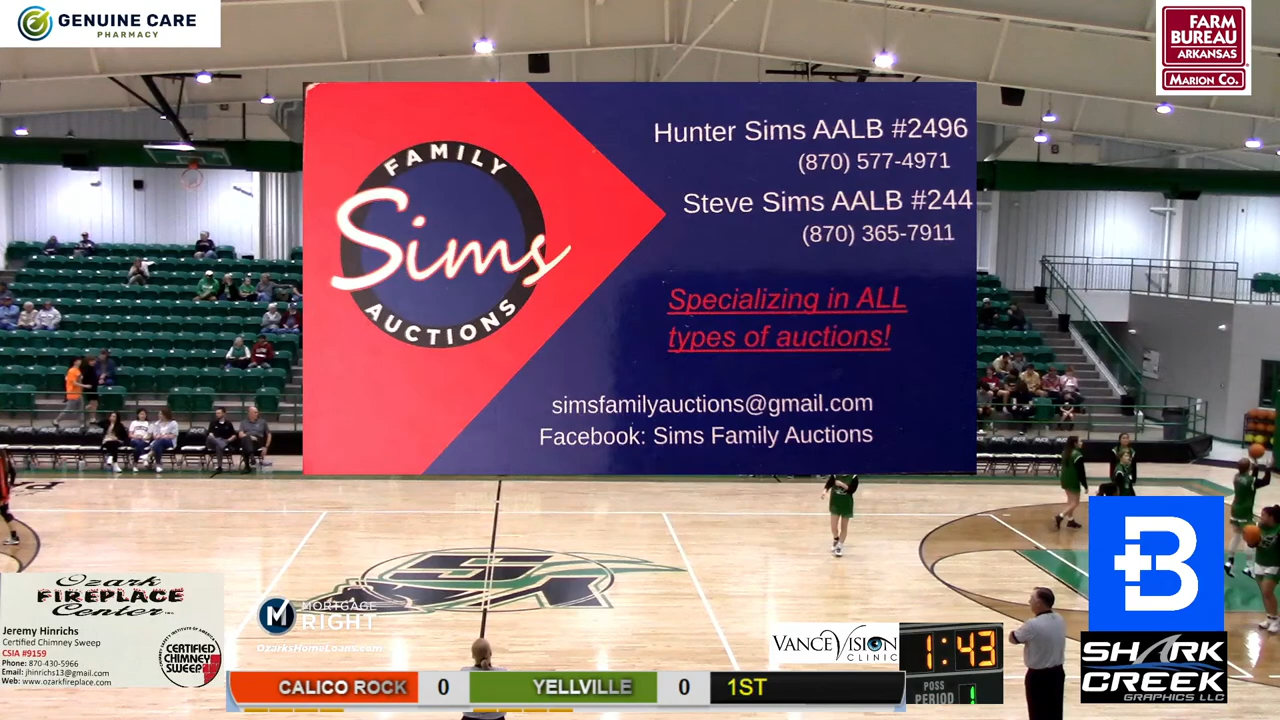 GENUINE CARE
PHARMACY
FARM
BUREAU
ARKANSAS
MARION CO.
FAMILY
Sims
AUCTIONS
Hunter Sims AALB #2496
(870) 577-4971
Steve Sims AALB #244
(870) 365-7911
Specializing in ALL
types of auctions!
simsfamilyauctions@gmail.com
Facebook: Sims Family Auctions
Ozark
FIREPLACE
Center
Jeremy Hinrichs
Certified Chimney Sweep
CSIA #9159
Phone: 870-430-5966
Email: jhinrichs13@gmail.com
Web: www.ozarkfireplace.com
CERTIFIED
CHIMNEY
SWEEP
M MORTGAGE
RIGHT
OzarksHomeLoans.com
VANCE VISION
CLINIC
1:43
POSS
PERIOD 1
B
SHARK
CREEK
GRAPHICS LLC
CALICO ROCK 0 YELLVILLE 0 1ST